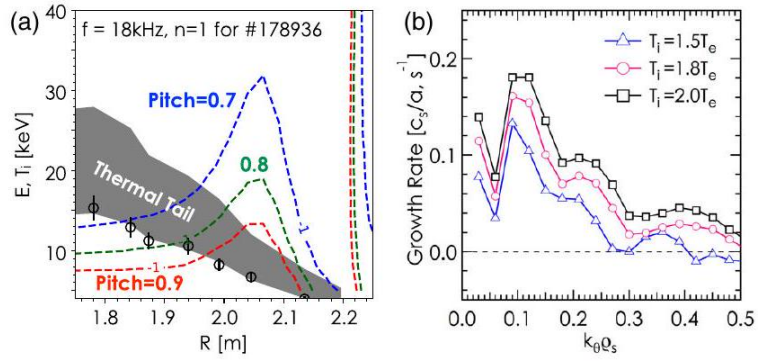 (a)
f = 18kHz, n=1 for #178936
E, Tᵢ [keV]
40
30
20
10
Pitch=0.7
0.8
Thermal Tail
1
-1
-1
Pitch=0.9
1.8
1.9
2.0
2.1
2.2
R [m]
(b)
Growth Rate [cₛ/a, s⁻¹]
0.2
0.1
0.0
Tᵢ=1.5Tₑ
Tᵢ=1.8Tₑ
Tᵢ=2.0Tₑ
0.0
0.1
0.2
0.3
0.4
0.5
k_θϱₛ